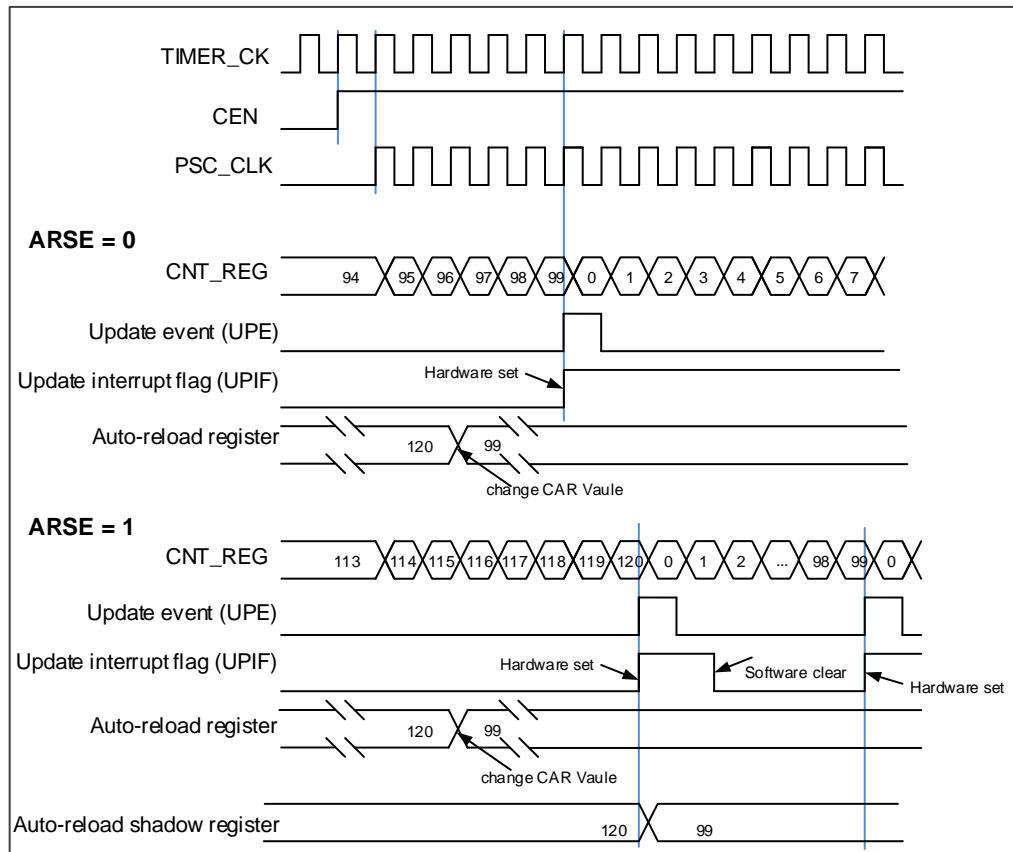 TIMER_CK
CEN
PSC_CLK
ARSE = 0
CNT_REG 94 95 96 97 98 99 0 1 2 3 4 5 6 7
Update event (UPE)
Hardware set
Update interrupt flag (UPIF)
Auto-reload register 120 99
change CAR Vaule
ARSE = 1
CNT_REG 113 114 115 116 117 118 119 120 0 1 2 ... 98 99 0
Update event (UPE)
Update interrupt flag (UPIF) Hardware set Software clear
Hardware set
Auto-reload register 120 99
change CAR Vaule
Auto-reload shadow register 120 99